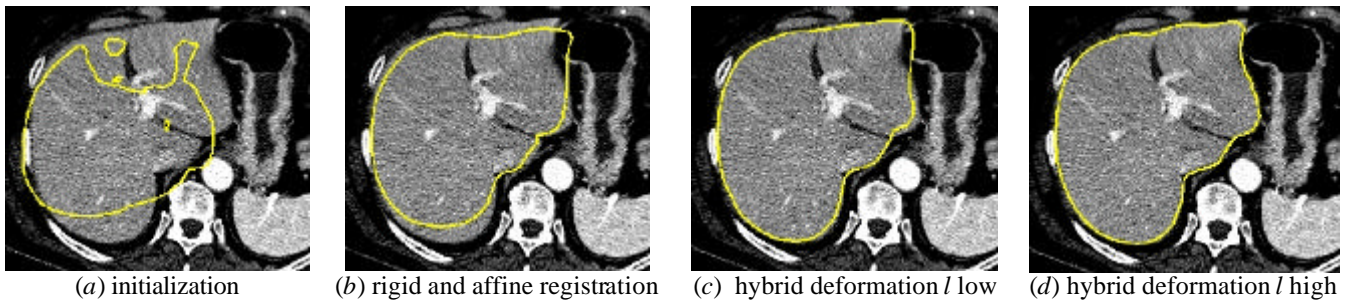 (a) initialization
(b) rigid and affine registration
(c) hybrid deformation l low
(d) hybrid deformation l high